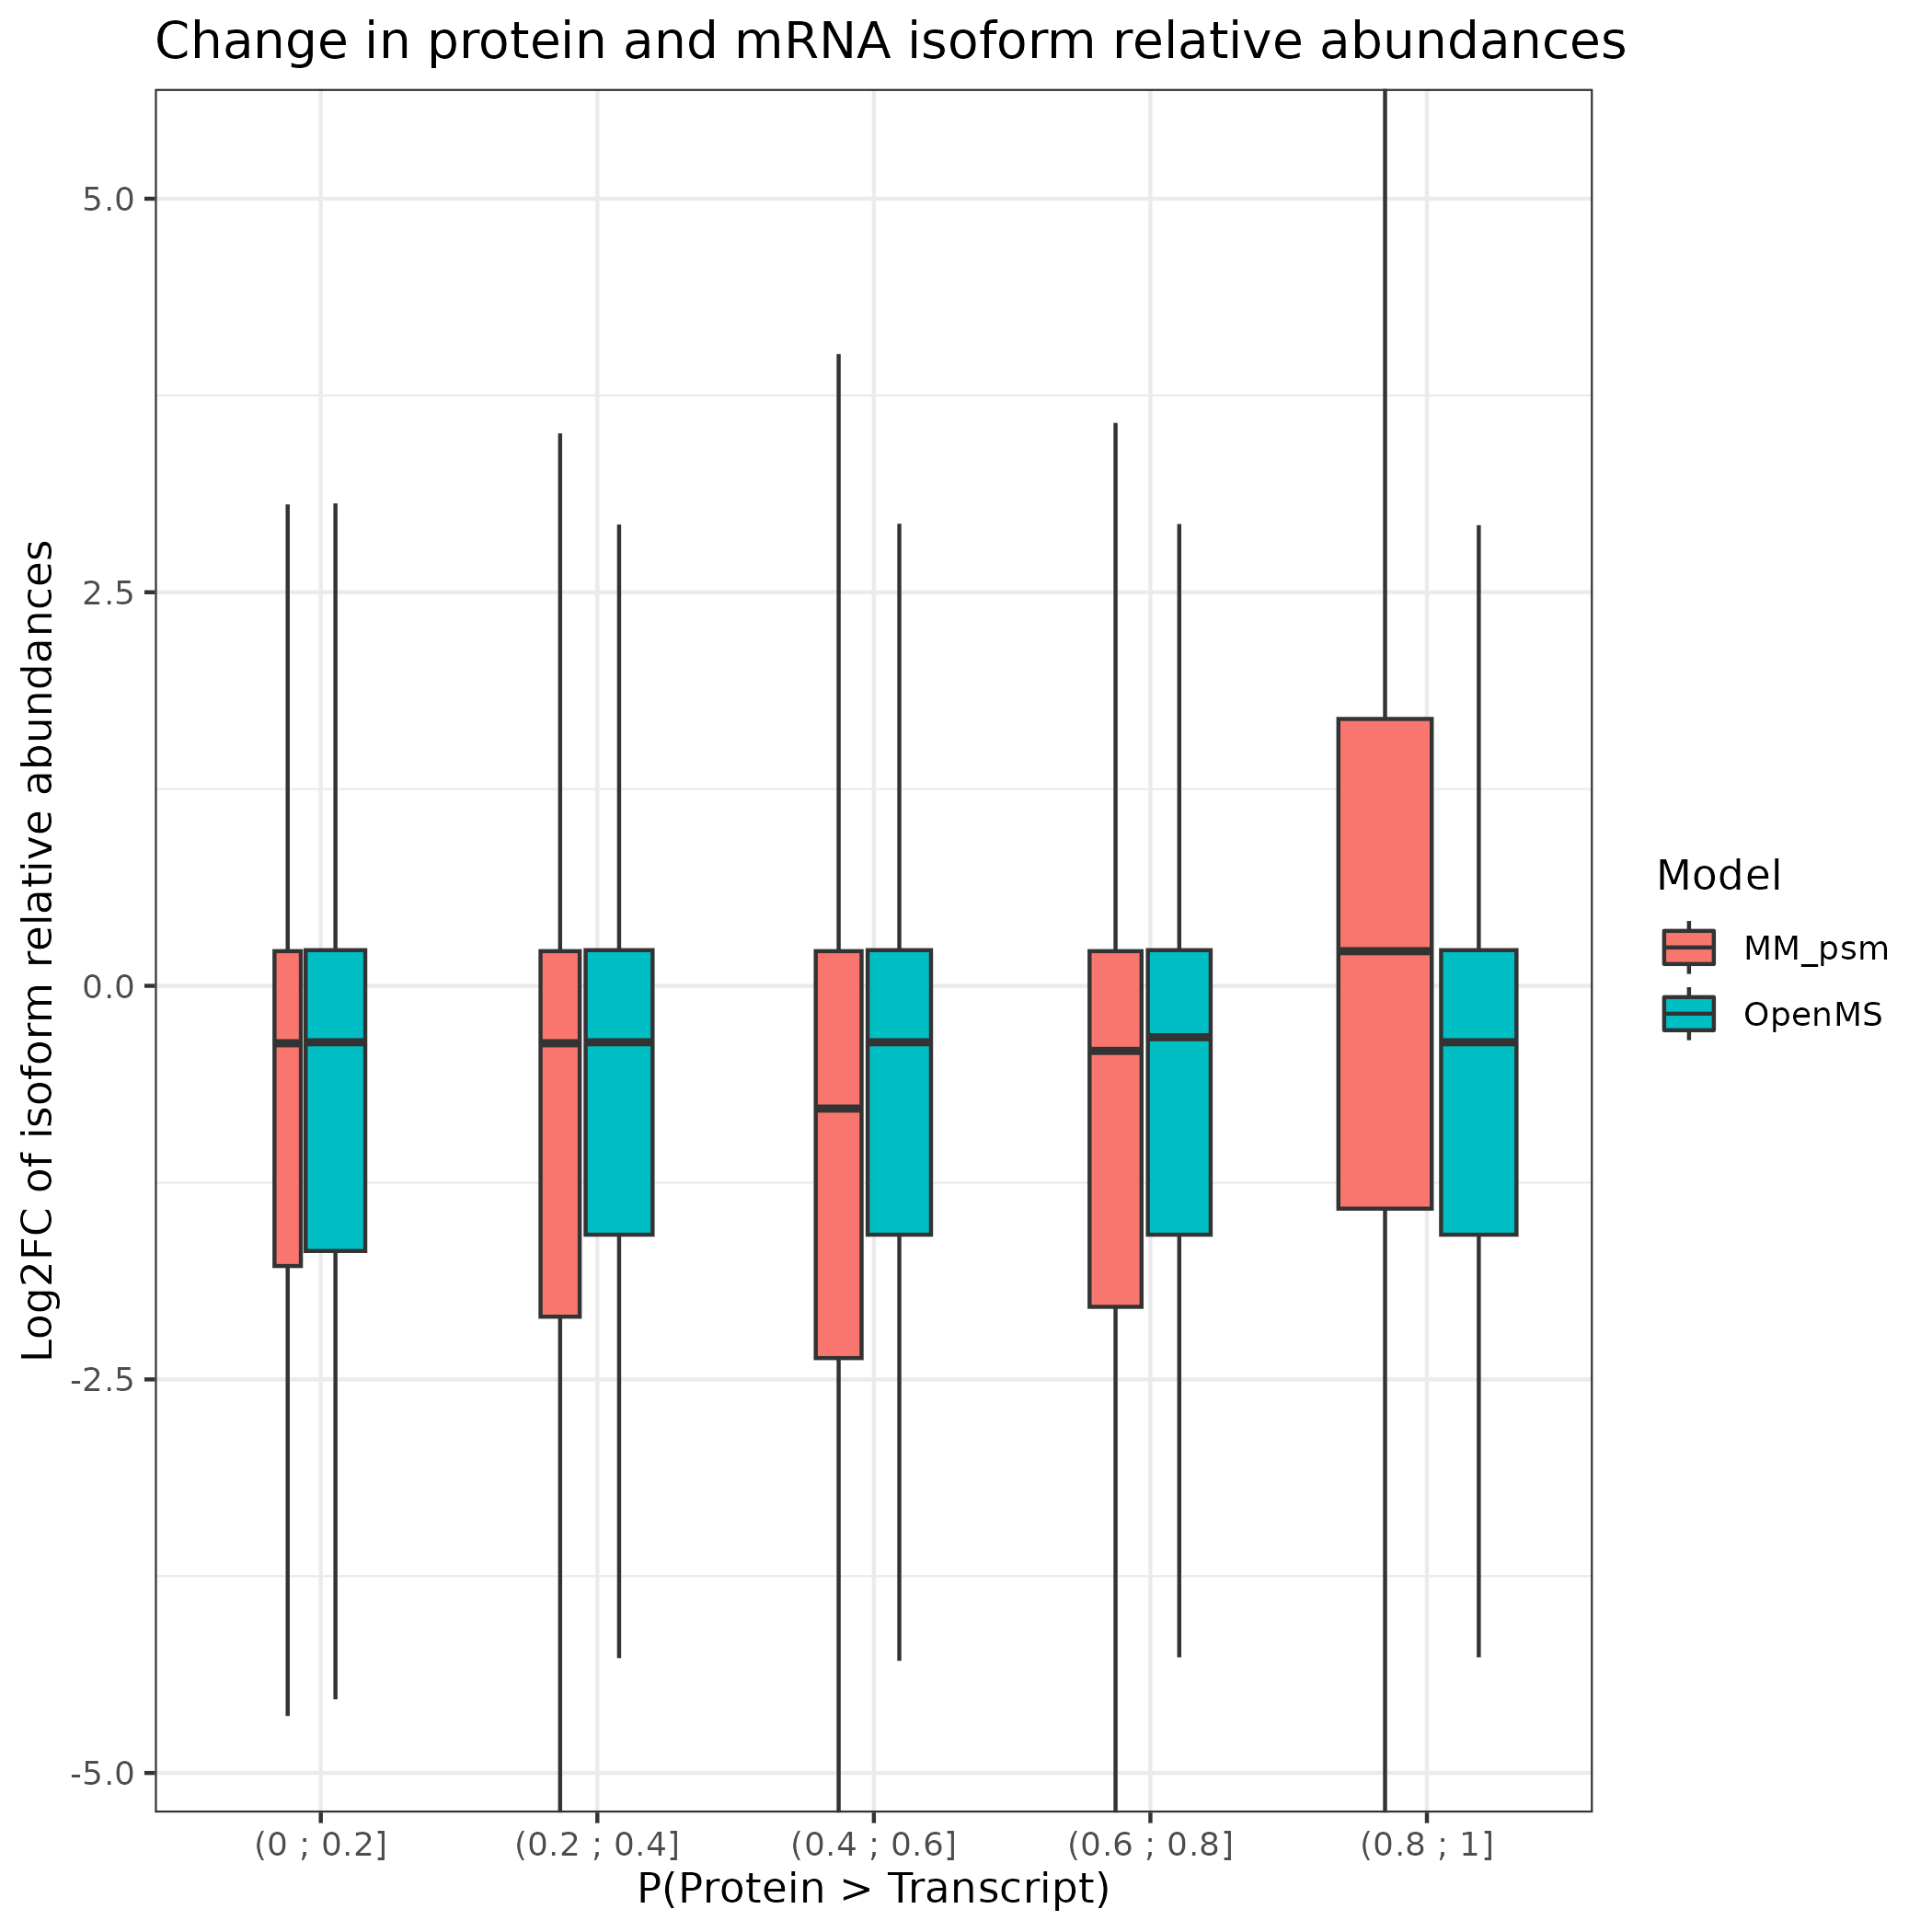 Change in protein and mRNA isoform relative abundances
Log2FC of isoform relative abundances
5.0
2.5
0.0
-2.5
-5.0
(0 ; 0.2]
(0.2 ; 0.4]
(0.4 ; 0.6]
(0.6 ; 0.8]
(0.8 ; 1]
P(Protein > Transcript)
Model
MM_psm
OpenMS